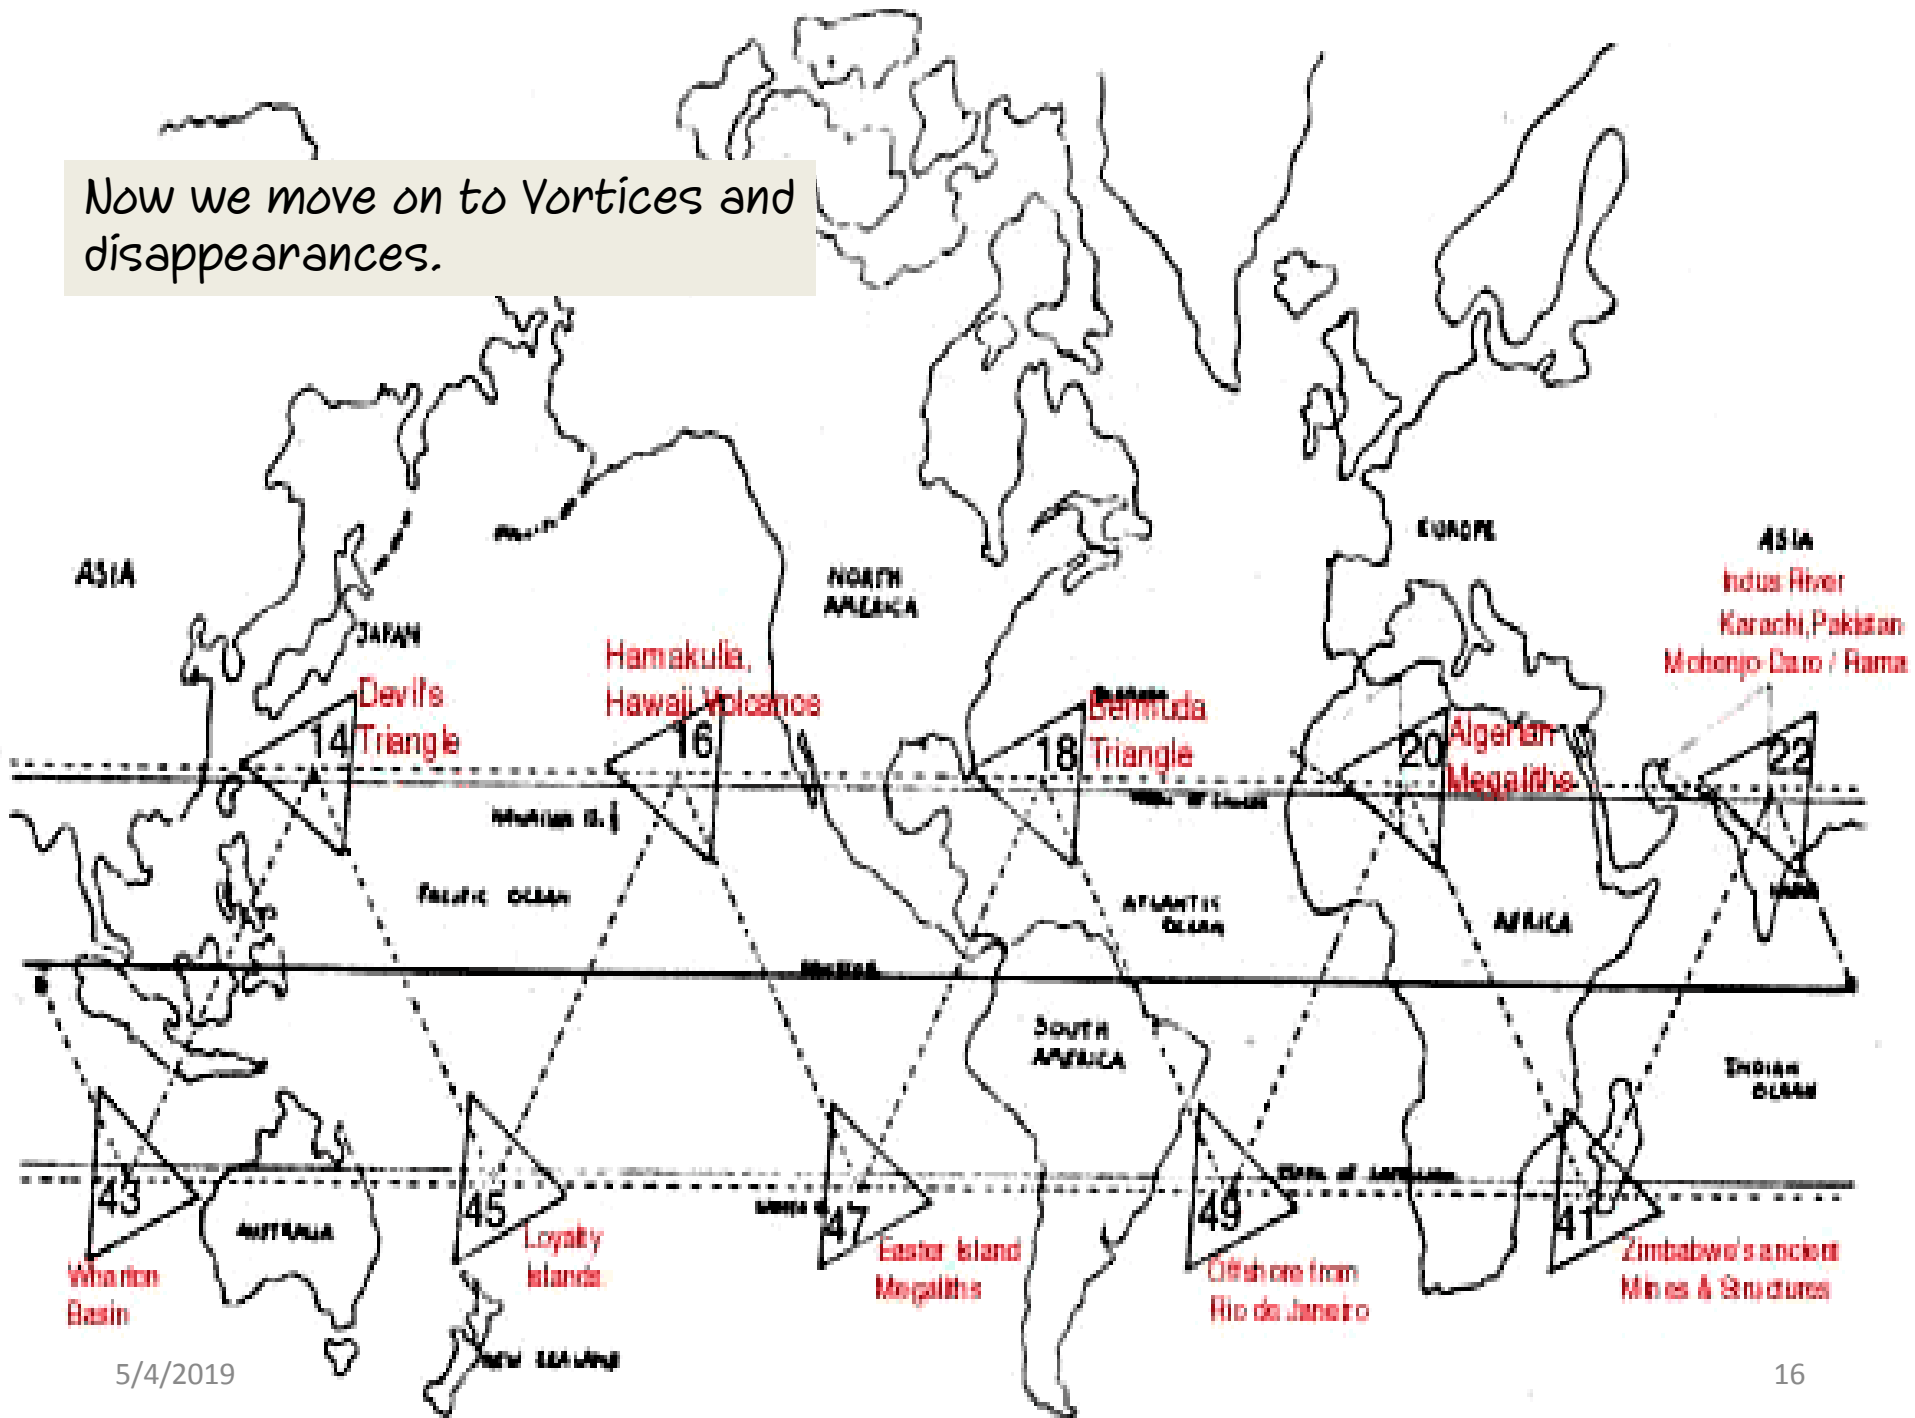 Now we move on to Vortices and
disappearances.
ASIA
JAPAN
NORTH
AMERICA
EUROPE
ASIA
Indus River
Karachi, Pakistan
Mohenjo-Daro / Rama
Devil's
Triangle
Hamakulia,
Hawaii Volcanos
Bermuda
Triangle
Algerian
Megaliths
14
16
18
20
22
HAWAIIAN IS.
PACIFIC OCEAN
ATLANTIC
OCEAN
AFRICA
INDIA
SOUTH
AMERICA
INDIAN
OCEAN
43
45
47
49
41
AUSTRALIA
Wharton
Basin
Loyalty
Islands
Easter Island
Megaliths
Offshore from
Rio de Janeiro
Zimbabwe's ancient
Mines & Structures
NEW ZEALAND
5/4/2019
16